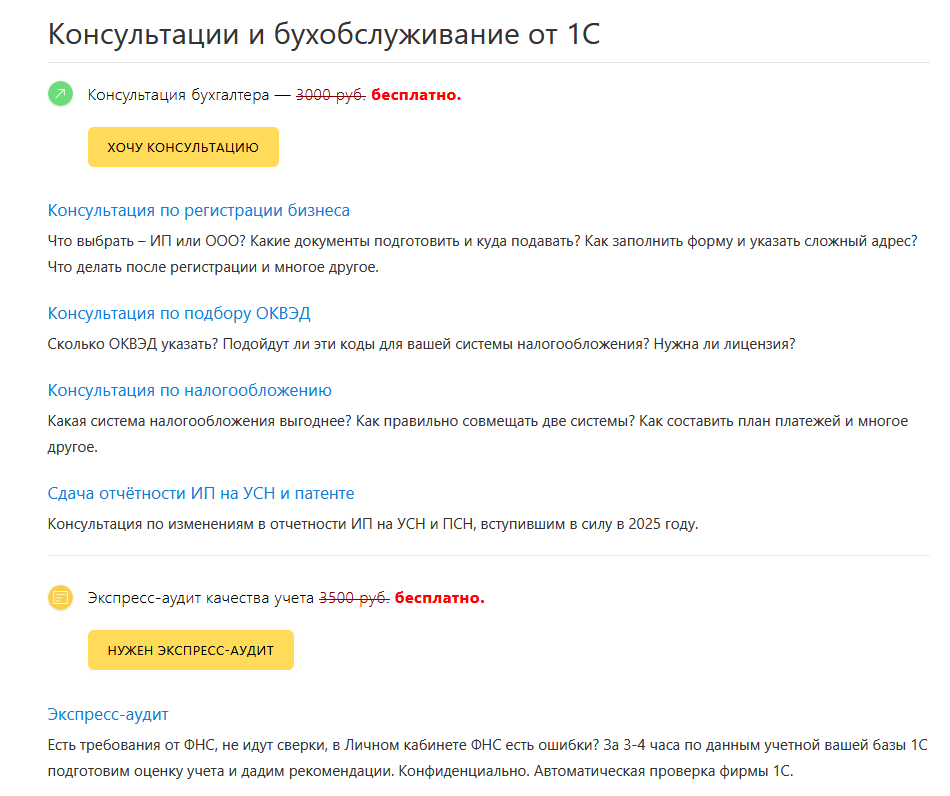 Консультации и бухобслуживание от 1С
Консультация бухгалтера — 3000 руб. бесплатно.
ХОЧУ КОНСУЛЬТАЦИЮ
Консультация по регистрации бизнеса
Что выбрать – ИП или ООО? Какие документы подготовить и куда подавать? Как заполнить форму и указать сложный адрес?
Что делать после регистрации и многое другое.
Консультация по подбору ОКВЭД
Сколько ОКВЭД указать? Подойдут ли эти коды для вашей системы налогообложения? Нужна ли лицензия?
Консультация по налогообложению
Какая система налогообложения выгоднее? Как правильно совмещать две системы? Как составить план платежей и многое
другое.
Сдача отчётности ИП на УСН и патенте
Консультация по изменениям в отчетности ИП на УСН и ПСН, вступившим в силу в 2025 году.
Экспресс-аудит качества учета 3500 руб. бесплатно.
НУЖЕН ЭКСПРЕСС-АУДИТ
Экспресс-аудит
Есть требования от ФНС, не идут сверки, в Личном кабинете ФНС есть ошибки? За 3-4 часа по данным учетной вашей базы 1С
подготовим оценку учета и дадим рекомендации. Конфиденциально. Автоматическая проверка фирмы 1С.